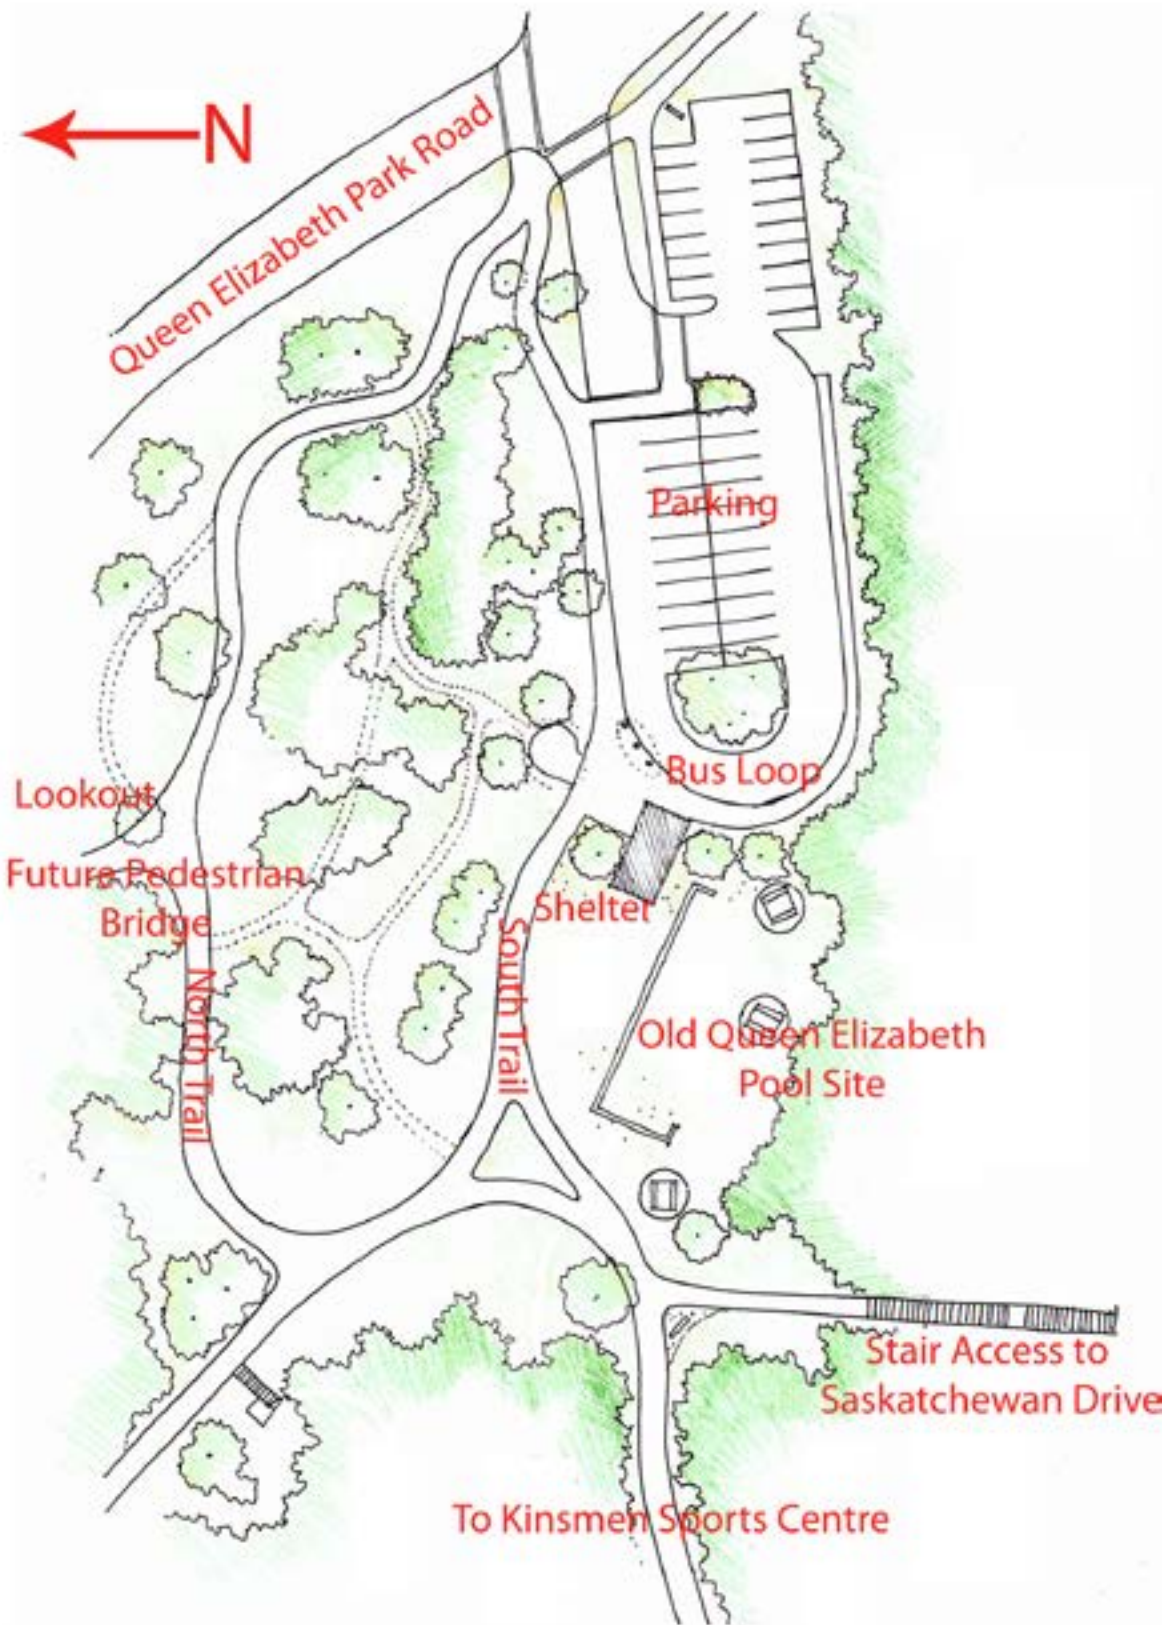 N
Queen Elizabeth Park Road
Parking
Bus Loop
Lookout
Future Pedestrian
Bridge
Shelter
South Trail
North Trail
Old Queen Elizabeth
Pool Site
Stair Access to
Saskatchewan Drive
To Kinsmen Sports Centre